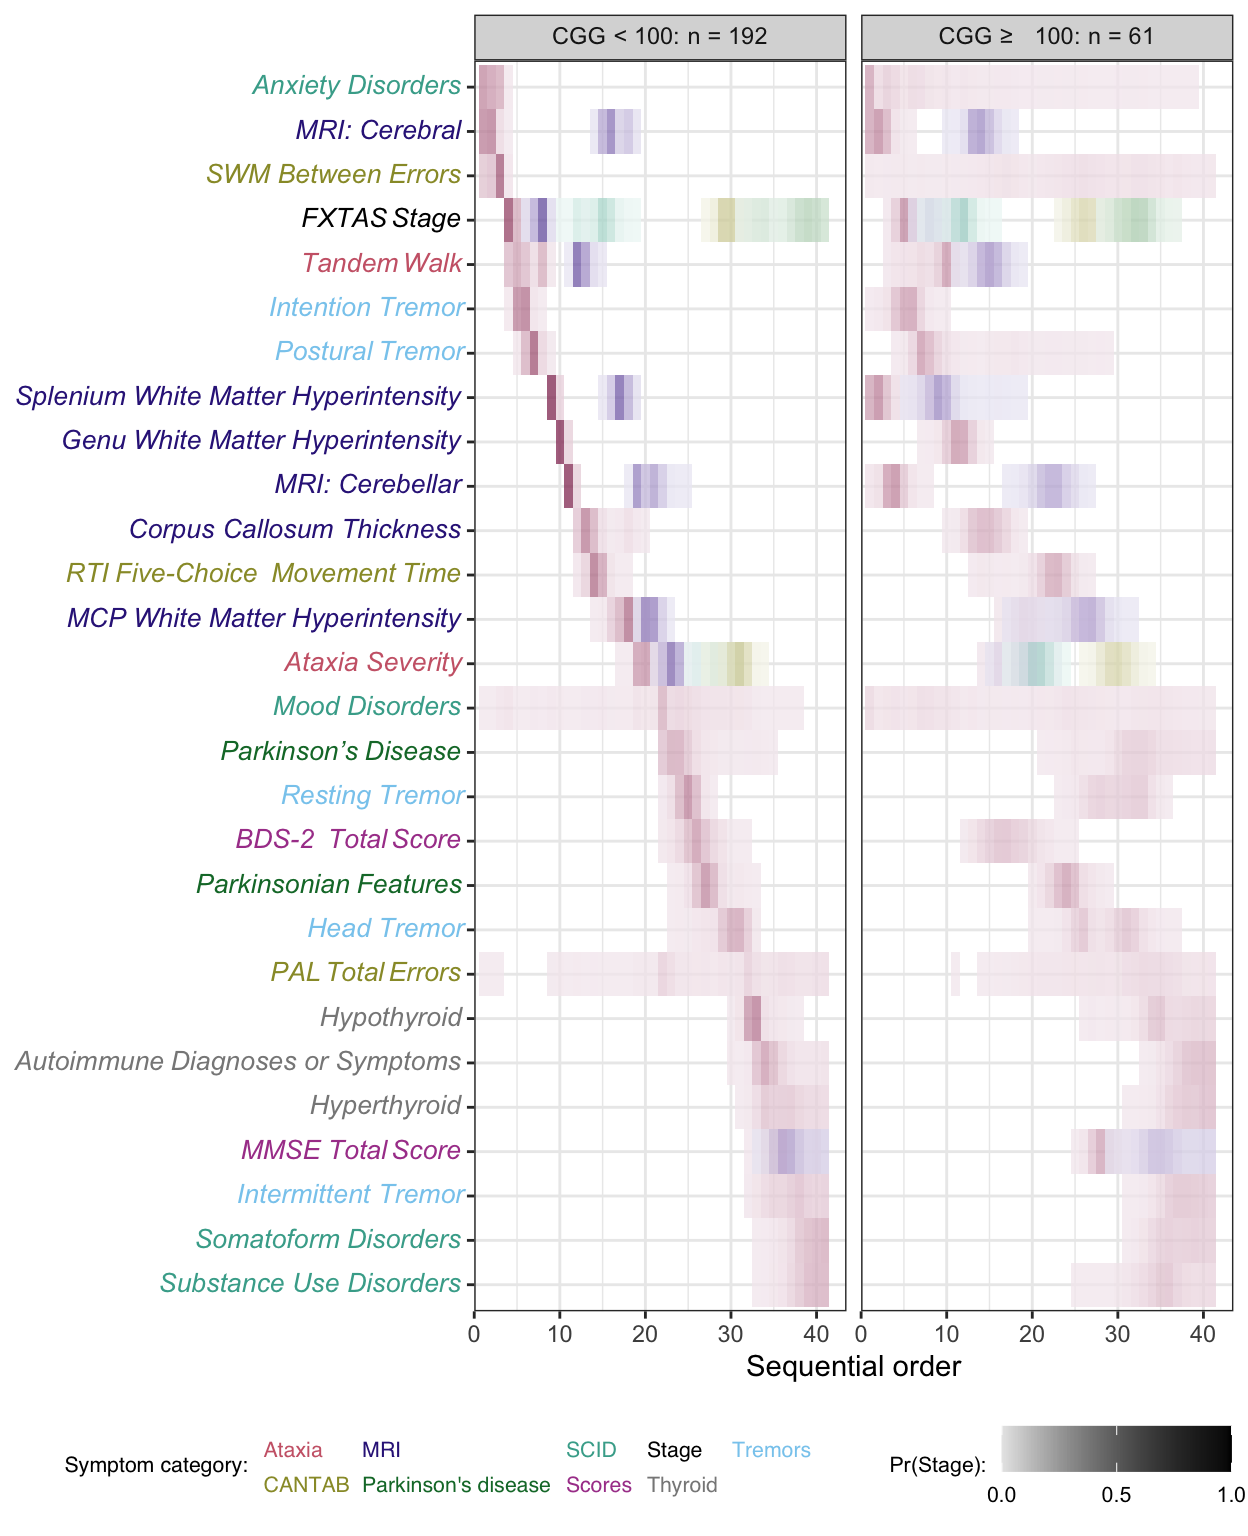 CGG < 100: n = 192
CGG ≥ 100: n = 61
Anxiety Disorders
MRI: Cerebral
SWM Between Errors
FXTAS Stage
Tandem Walk
Intention Tremor
Postural Tremor
Splenium White Matter Hyperintensity
Genu White Matter Hyperintensity
MRI: Cerebellar
Corpus Callosum Thickness
RTI Five-Choice Movement Time
MCP White Matter Hyperintensity
Ataxia Severity
Mood Disorders
Parkinson’s Disease
Resting Tremor
BDS-2 Total Score
Parkinsonian Features
Head Tremor
PAL Total Errors
Hypothyroid
Autoimmune Diagnoses or Symptoms
Hyperthyroid
MMSE Total Score
Intermittent Tremor
Somatoform Disorders
Substance Use Disorders
0 10 20 30 40 0 10 20 30 40
Sequential order
Symptom category:
Ataxia MRI SCID Stage Tremors
CANTAB Parkinson's disease Scores Thyroid
Pr(Stage):
0.0 0.5 1.0